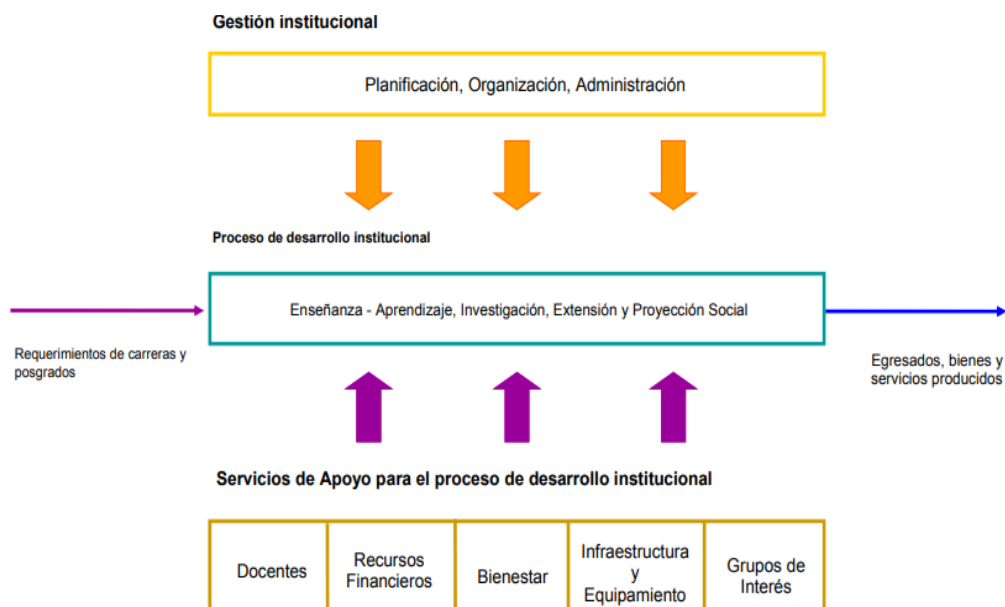 Gestión institucional
Planificación, Organización, Administración
Proceso de desarrollo institucional
Enseñanza - Aprendizaje, Investigación, Extensión y Proyección Social
Requerimientos de carreras y
posgrados
Egresados, bienes y
servicios producidos
Servicios de Apoyo para el proceso de desarrollo institucional
Docentes
Recursos
Financieros
Bienestar
Infraestructura
y
Equipamiento
Grupos de
Interés